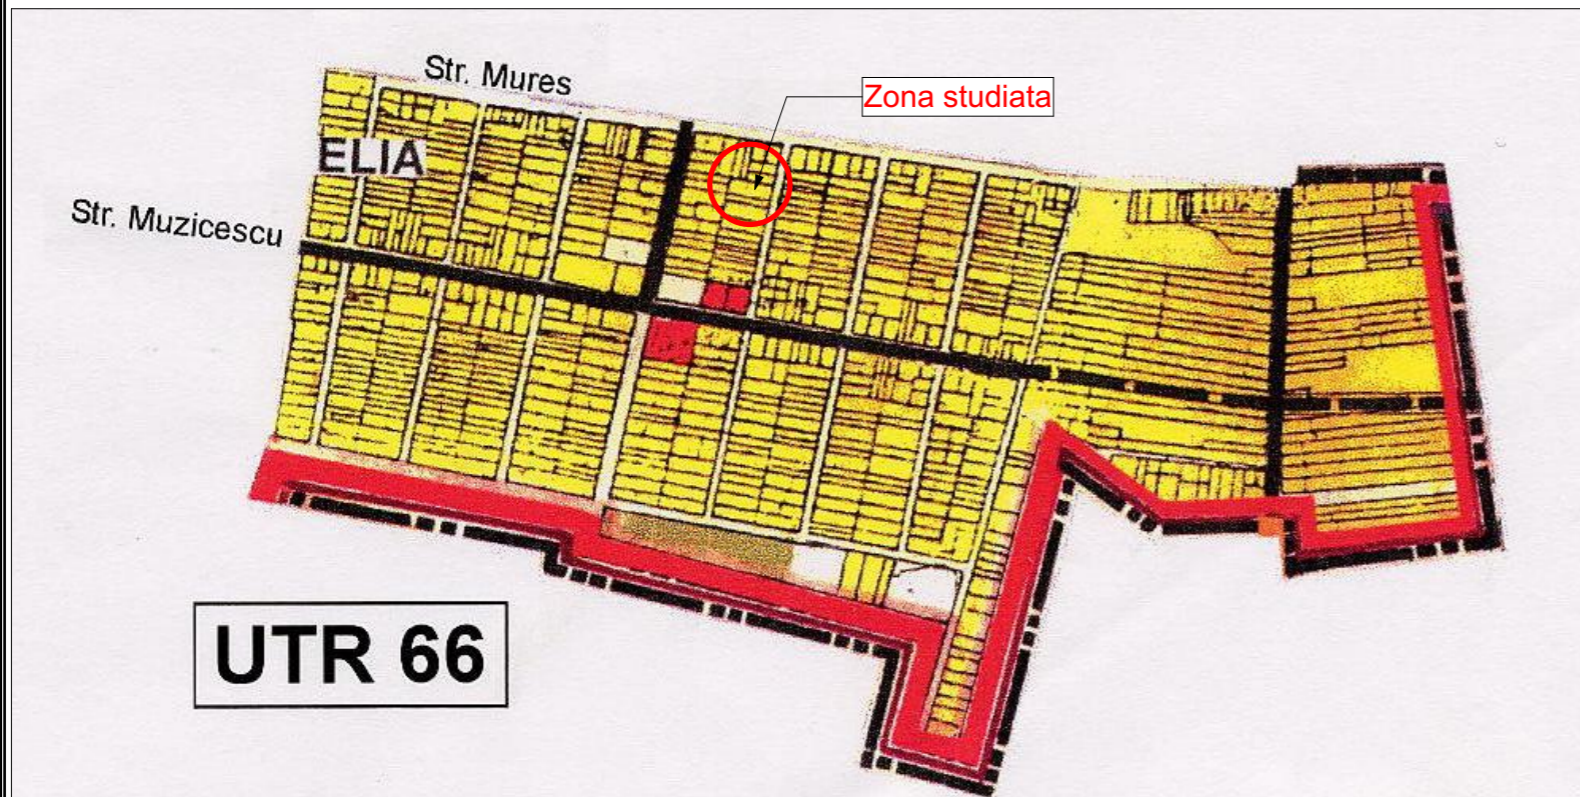 Str. Mures
Zona studiata
ELIA
Str. Muzicescu
UTR 66